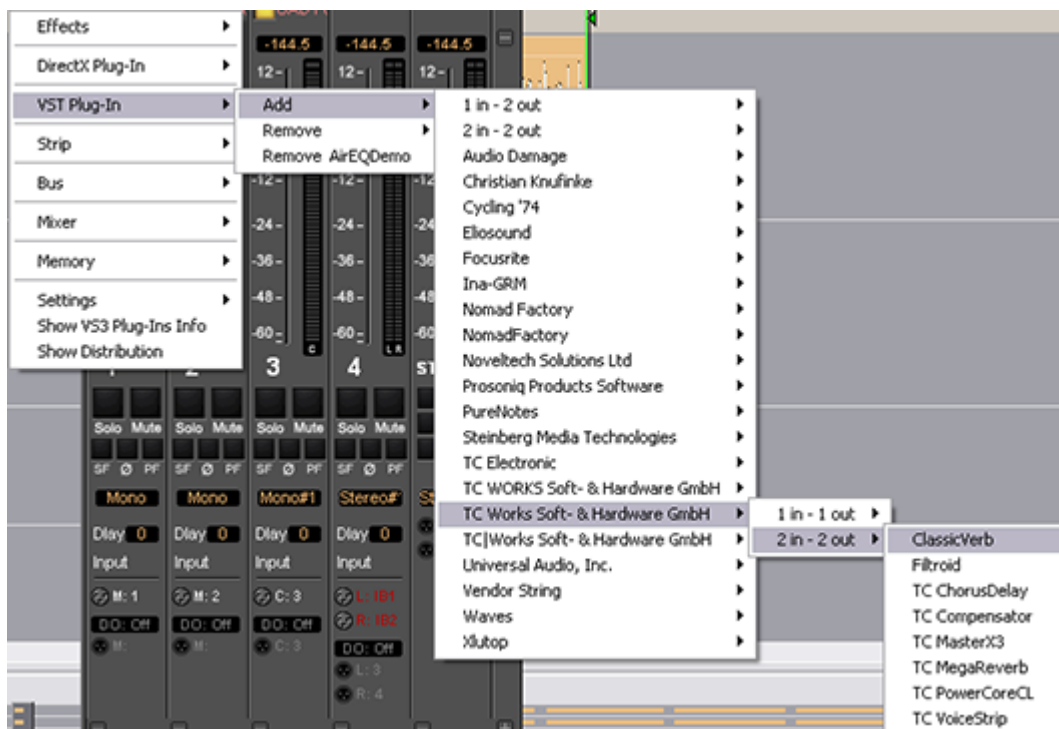 Effects
DirectX Plug-In
VST Plug-In
Strip
Bus
Mixer
Memory
Settings
Show VS3 Plug-Ins Info
Show Distribution
Add
Remove
Remove AirEQDemo
1 in - 2 out
2 in - 2 out
Audio Damage
Christian Knufinke
Cycling '74
Eliosound
Focusrite
Ina-GRM
Nomad Factory
NomadFactory
Noveltech Solutions Ltd
Prosoniq Products Software
PureNotes
Steinberg Media Technologies
TC Electronic
TC WORKS Soft- & Hardware GmbH
TC Works Soft- & Hardware GmbH
TC|Works Soft- & Hardware GmbH
Universal Audio, Inc.
Vendor String
Waves
Xlutop
1 in - 1 out
2 in - 2 out
ClassicVerb
Filtroid
TC ChorusDelay
TC Compensator
TC MasterX3
TC MegaReverb
TC PowerCoreCL
TC VoiceStrip
-144.5 -144.5 -144.5
12- 12- 12-
-12- -12- -12
-24- -24- -24
-36- -36- -36
-48- -48- -48
-60- -60- -60
C L R
3 4 ST
Solo Mute Solo Mute Solo Mute Solo Mute
SF Ø PF SF Ø PF SF Ø PF SF Ø PF
Mono Mono Mono#1 Stereo#
Dlay 0 Dlay 0 Dlay 0 Dlay 0
Input Input Input Input
M: 1 M: 2 C: 3 L: IB1
R: IB2
DO: Off DO: Off DO: Off
M: M: C: 3
DO: Off
L: 3
R: 4